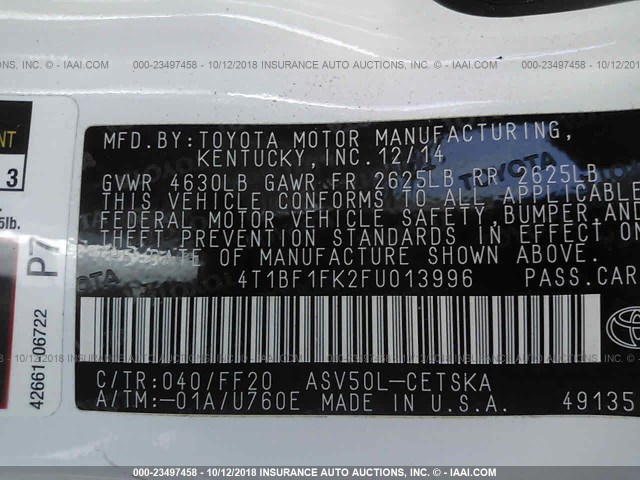 000-23497458 - 10/12/2018 INSURANCE AUTO AUCTIONS, INC. - IAAI.COM
MFD.BY:TOYOTA MOTOR MANUFACTURING,
KENTUCKY, INC. 12/14
GVWR 4630LB GAWR FR 2625LB RR 2625LB
THIS VEHICLE CONFORMS TO ALL APPLICABLE
FEDERAL MOTOR VEHICLE SAFETY, BUMPER, AND
THEFT PREVENTION STANDARDS IN EFFECT ON
THE DATE OF MANUFACTURE SHOWN ABOVE.
4T1BF1FK2FU013996 PASS.CAR
C/TR:040/FF20 ASV50L-CETSKA
A/TM:-01A/U760E MADE IN U.S.A. 49135
TOYOTA
3
5lb.
P7
42661-06722
000-23497458 - 10/12/2018 INSURANCE AUTO AUCTIONS, INC. - IAAI.COM